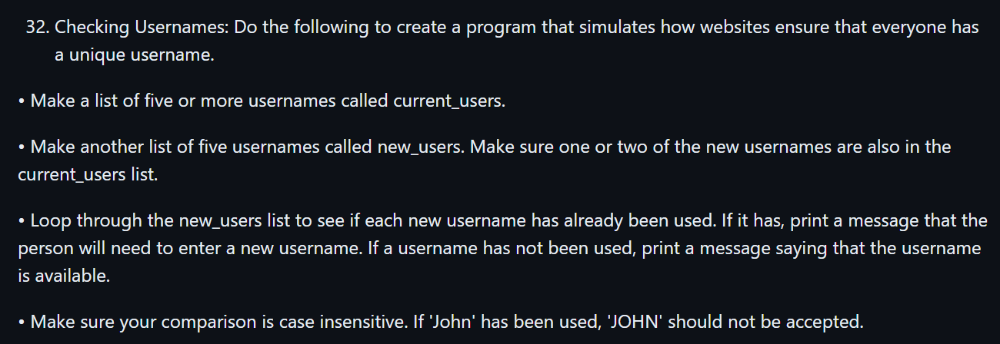 32. Checking Usernames: Do the following to create a program that simulates how websites ensure that everyone has
a unique username.
• Make a list of five or more usernames called current_users.
• Make another list of five usernames called new_users. Make sure one or two of the new usernames are also in the
current_users list.
• Loop through the new_users list to see if each new username has already been used. If it has, print a message that the
person will need to enter a new username. If a username has not been used, print a message saying that the username
is available.
• Make sure your comparison is case insensitive. If 'John' has been used, 'JOHN' should not be accepted.